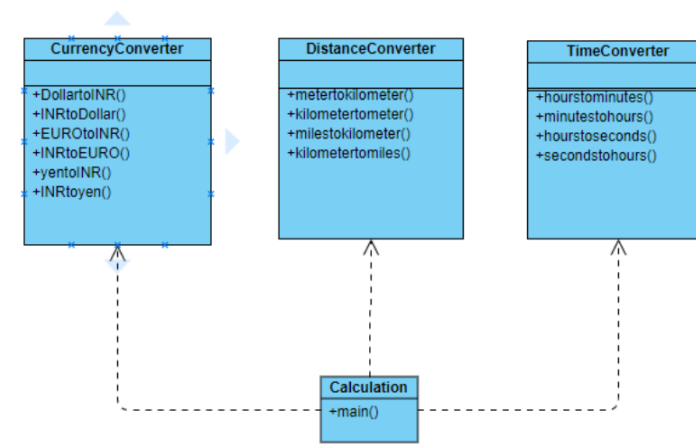 CurrencyConverter
+DollartoINR()
+INRtoDollar()
+EUROtoINR()
+INRtoEURO()
+yentoINR()
+INRtoyen()
DistanceConverter
+metertokilometer()
+kilometertometer()
+milestokilometer()
+kilometertomiles()
TimeConverter
+hourstominutes()
+minutestohours()
+hourstoseconds()
+secondstohours()
Calculation
+main()